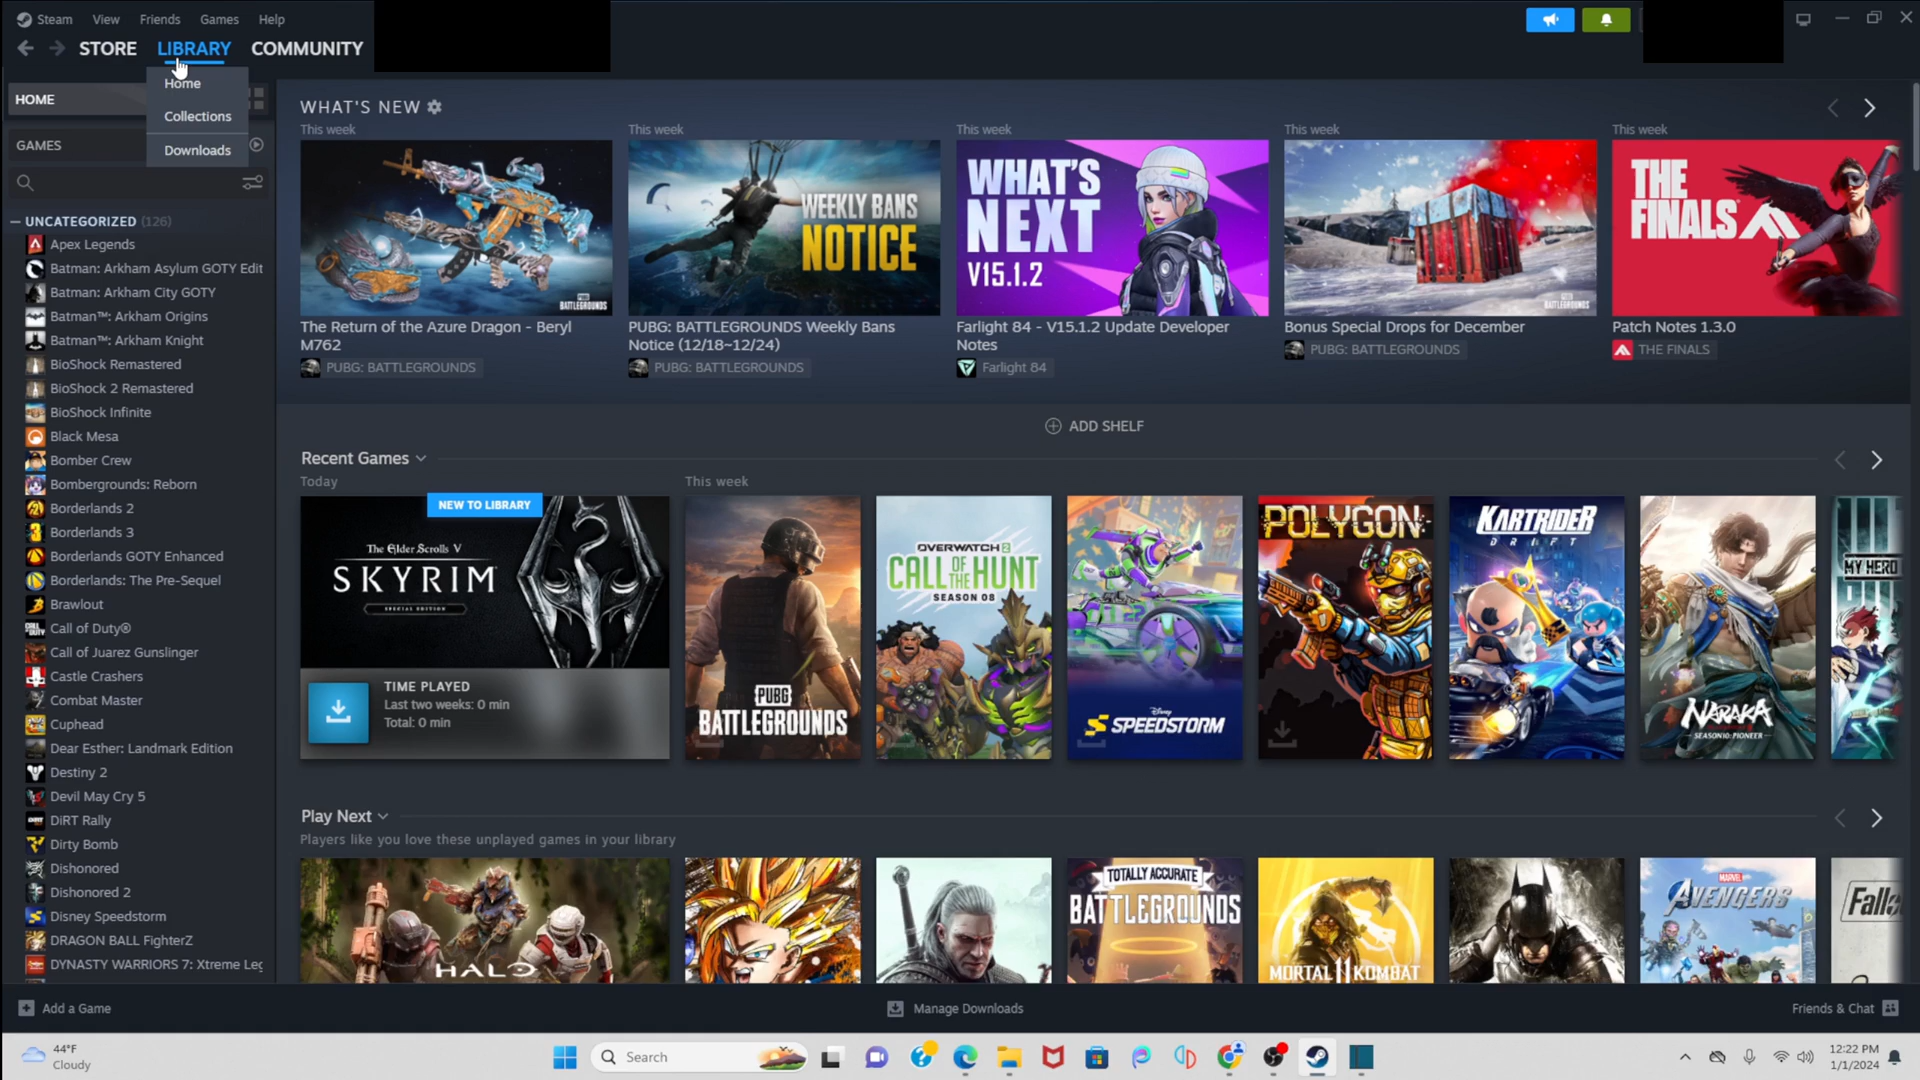 Steam View Friends Games Help
STORE LIBRARY COMMUNITY
Home
Collections
Downloads
HOME
GAMES
UNCATEGORIZED (126)
Apex Legends
Batman: Arkham Asylum GOTY Edit
Batman: Arkham City GOTY
Batman™: Arkham Origins
Batman™: Arkham Knight
BioShock Remastered
BioShock 2 Remastered
BioShock Infinite
Black Mesa
Bomber Crew
Bombergrounds: Reborn
Borderlands 2
Borderlands 3
Borderlands GOTY Enhanced
Borderlands: The Pre-Sequel
Brawlout
Call of Duty®
Call of Juarez Gunslinger
Castle Crashers
Combat Master
Cuphead
Dear Esther: Landmark Edition
Destiny 2
Devil May Cry 5
DiRT Rally
Dirty Bomb
Dishonored
Dishonored 2
Disney Speedstorm
DRAGON BALL FighterZ
DYNASTY WARRIORS 7: Xtreme Leg
WHAT'S NEW
This week
BATTLEGROUNDS
The Return of the Azure Dragon - Beryl
M762
PUBG: BATTLEGROUNDS
This week
WEEKLY BANS
NOTICE
PUBG: BATTLEGROUNDS Weekly Bans
Notice (12/18~12/24)
PUBG: BATTLEGROUNDS
This week
WHAT'S
NEXT
V15.1.2
Farlight 84 - V15.1.2 Update Developer
Notes
Farlight 84
This week
BATTLEGROUNDS
Bonus Special Drops for December
PUBG: BATTLEGROUNDS
This week
THE
FINALS
Patch Notes 1.3.0
THE FINALS
ADD SHELF
Recent Games
Today
NEW TO LIBRARY
The Elder Scrolls V
SKYRIM
SPECIAL EDITION
TIME PLAYED
Last two weeks: 0 min
Total: 0 min
This week
PUBG
BATTLEGROUNDS
OVERWATCH 2
CALL OF THE HUNT
SEASON 08
Disney
SPEEDSTORM
POLYGON
KARTRIDER
DRIFT
NARAKA
SEASON10: PIONEER
MY HERO
Play Next
Players like you love these unplayed games in your library
HALO
TOTALLY ACCURATE
BATTLEGROUNDS
MORTAL KOMBAT 11
MARVEL
AVENGERS
Fallo
Add a Game
Manage Downloads
Friends & Chat
44°F
Cloudy
Search
12:22 PM
1/1/2024